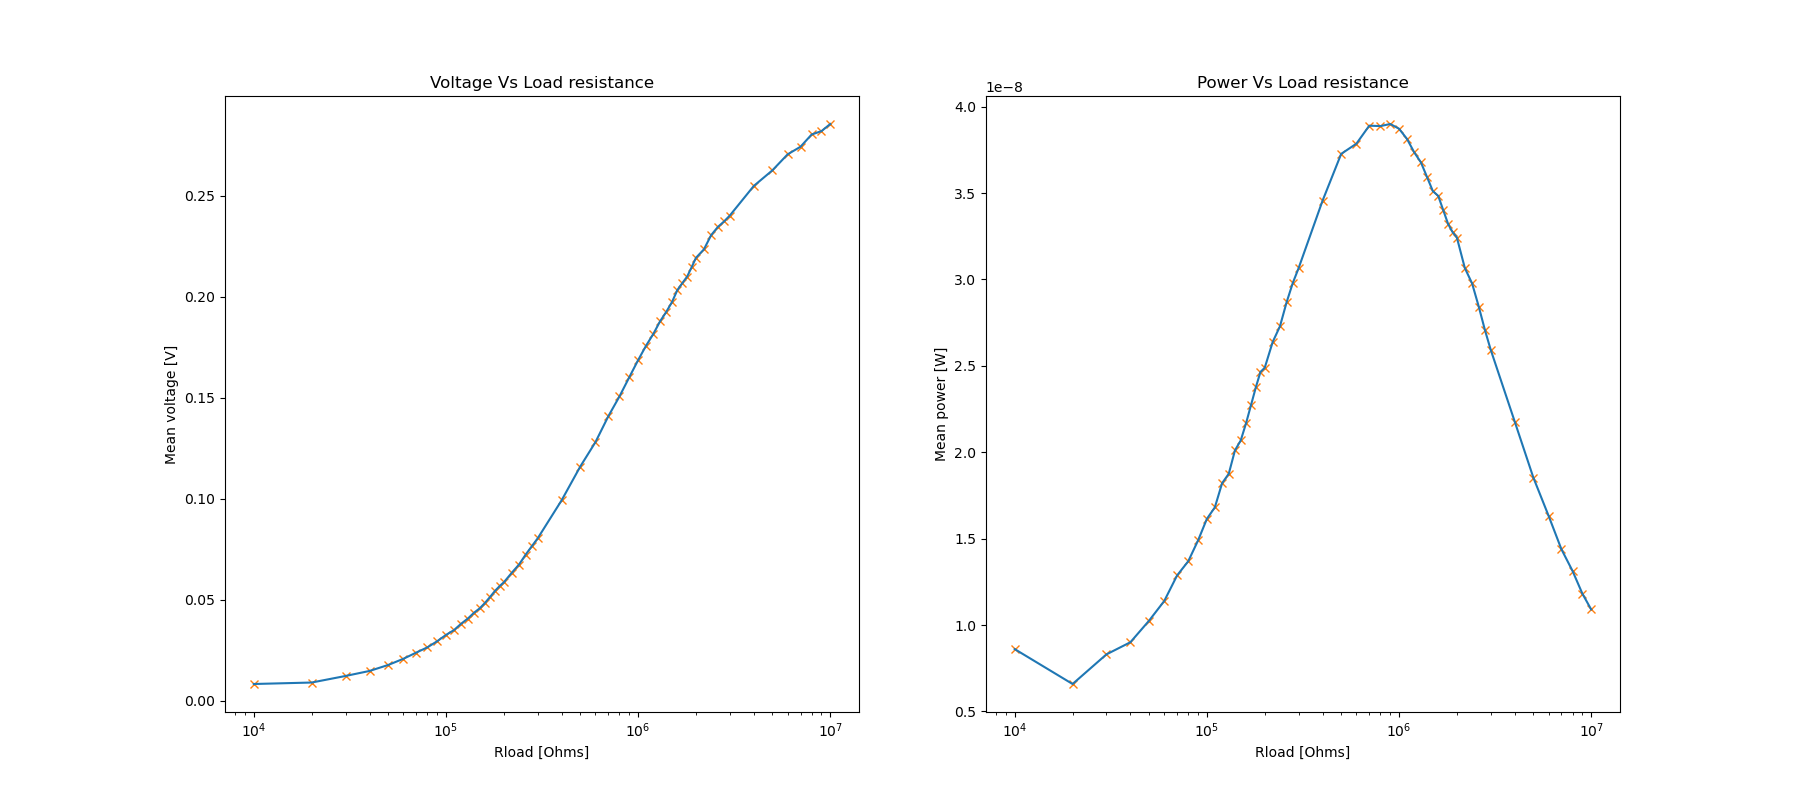 Voltage Vs Load resistance
0.25
0.20
0.15
0.10
0.05
0.00
Mean voltage [V]
10⁴ 10⁵ 10⁶ 10⁷
Rload [Ohms]
Power Vs Load resistance
1e−8
4.0
3.5
3.0
2.5
2.0
1.5
1.0
0.5
Mean power [W]
10⁴ 10⁵ 10⁶ 10⁷
Rload [Ohms]